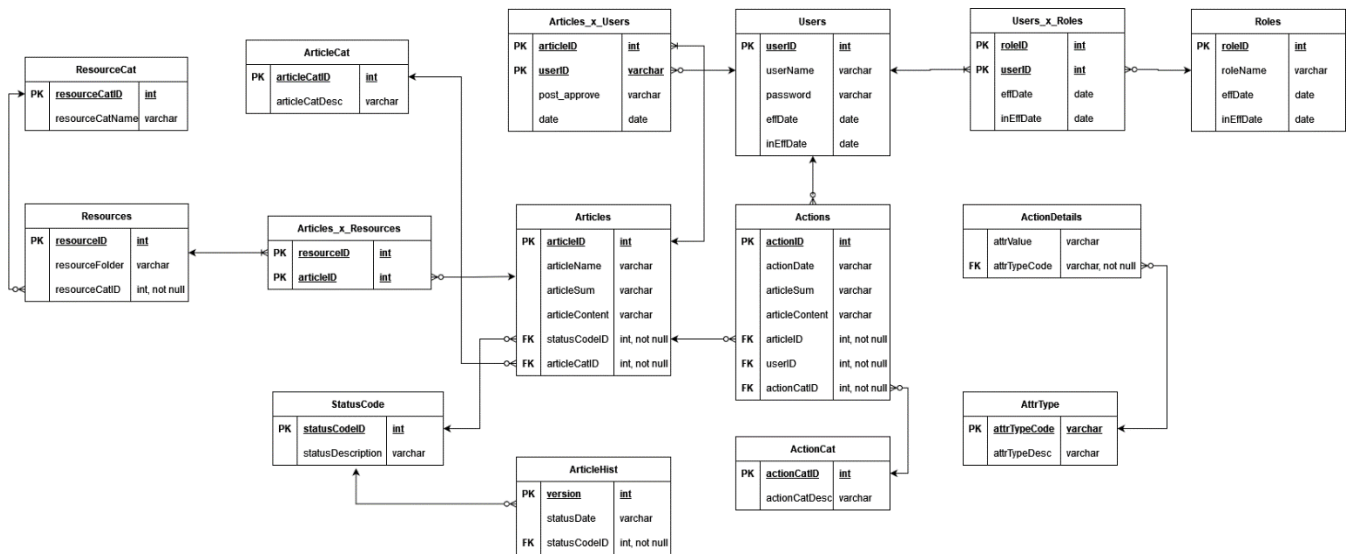 ResourceCat
PK resourceCatID int
resourceCatName varchar
ArticleCat
PK articleCatID int
articleCatDesc varchar
Articles_x_Users
PK articleID int
PK userID varchar
post_approve varchar
date date
Users
PK userID int
userName varchar
password varchar
effDate date
inEffDate date
Users_x_Roles
PK roleID int
PK userID int
effDate date
inEffDate date
Roles
PK roleID int
roleName varchar
effDate date
inEffDate date
Resources
PK resourceID int
resourceFolder varchar
resourceCatID int, not null
Articles_x_Resources
PK resourceID int
PK articleID int
Articles
PK articleID int
articleName varchar
articleSum varchar
articleContent varchar
FK statusCodeID int, not null
FK articleCatID int, not null
Actions
PK actionID int
actionDate varchar
articleSum varchar
articleContent varchar
FK articleID int, not null
FK userID int, not null
FK actionCatID int, not null
ActionDetails
attrValue varchar
FK attrTypeCode varchar, not null
StatusCode
PK statusCodeID int
statusDescription varchar
ArticleHist
PK version int
statusDate varchar
FK statusCodeID int, not null
ActionCat
PK actionCatID int
actionCatDesc varchar
AttrType
PK attrTypeCode varchar
attrTypeDesc varchar